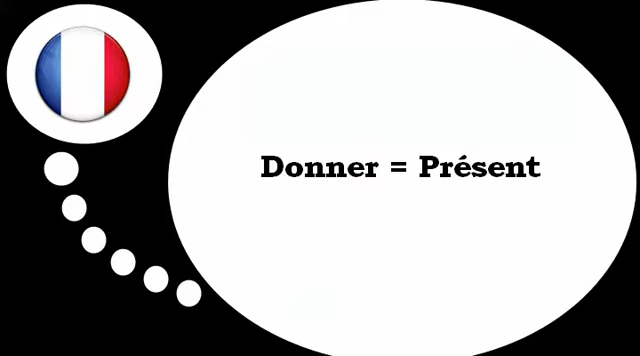 Donner = Présent